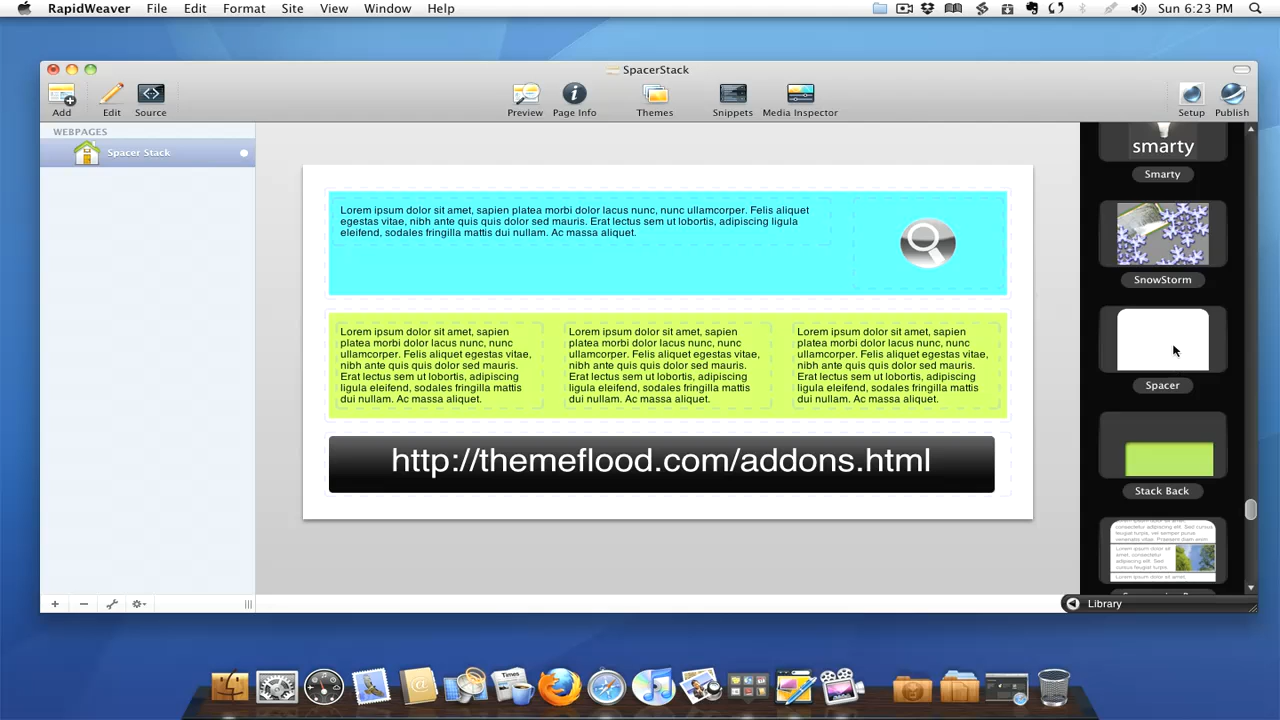 RapidWeaver File Edit Format Site View Window Help Sun 6:23 PM
SpacerStack
Add Edit Source Preview Page Info Themes Snippets Media Inspector Setup Publish
WEBPAGES
Spacer Stack
Lorem ipsum dolor sit amet, sapien platea morbi dolor lacus nunc, nunc ullamcorper. Felis aliquet
egestas vitae, nibh ante quis quis dolor sed mauris. Erat lectus sem ut lobortis, adipiscing ligula
eleifend, sodales fringilla mattis dui nullam. Ac massa aliquet.
Lorem ipsum dolor sit amet, sapien
platea morbi dolor lacus nunc, nunc
ullamcorper. Felis aliquet egestas vitae,
nibh ante quis quis dolor sed mauris.
Erat lectus sem ut lobortis, adipiscing
ligula eleifend, sodales fringilla mattis
dui nullam. Ac massa aliquet.
Lorem ipsum dolor sit amet, sapien
platea morbi dolor lacus nunc, nunc
ullamcorper. Felis aliquet egestas vitae,
nibh ante quis quis dolor sed mauris.
Erat lectus sem ut lobortis, adipiscing
ligula eleifend, sodales fringilla mattis
dui nullam. Ac massa aliquet.
Lorem ipsum dolor sit amet, sapien
platea morbi dolor lacus nunc, nunc
ullamcorper. Felis aliquet egestas vitae,
nibh ante quis quis dolor sed mauris.
Erat lectus sem ut lobortis, adipiscing
ligula eleifend, sodales fringilla mattis
dui nullam. Ac massa aliquet.
http://themeflood.com/addons.html
smarty
Smarty
SnowStorm
Spacer
Stack Back
Library
Times